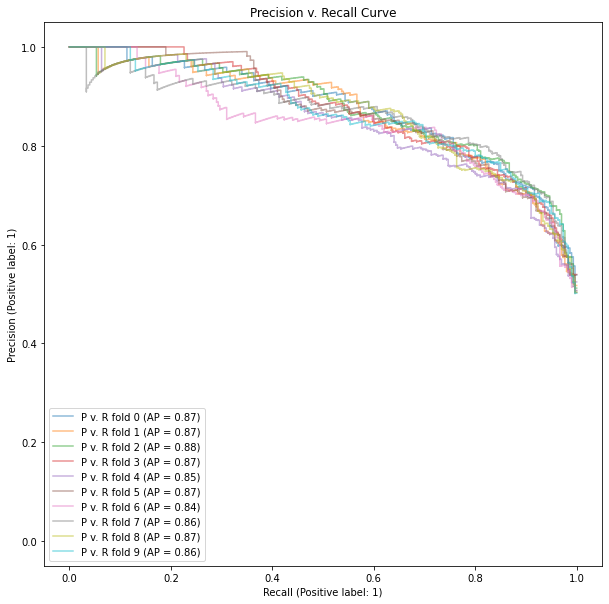 Precision v. Recall Curve
1.0
0.8
0.6
0.4
0.2
0.0
Precision (Positive label: 1)
P v. R fold 0 (AP = 0.87)
P v. R fold 1 (AP = 0.87)
P v. R fold 2 (AP = 0.88)
P v. R fold 3 (AP = 0.87)
P v. R fold 4 (AP = 0.85)
P v. R fold 5 (AP = 0.87)
P v. R fold 6 (AP = 0.84)
P v. R fold 7 (AP = 0.86)
P v. R fold 8 (AP = 0.87)
P v. R fold 9 (AP = 0.86)
0.0 0.2 0.4 0.6 0.8 1.0
Recall (Positive label: 1)